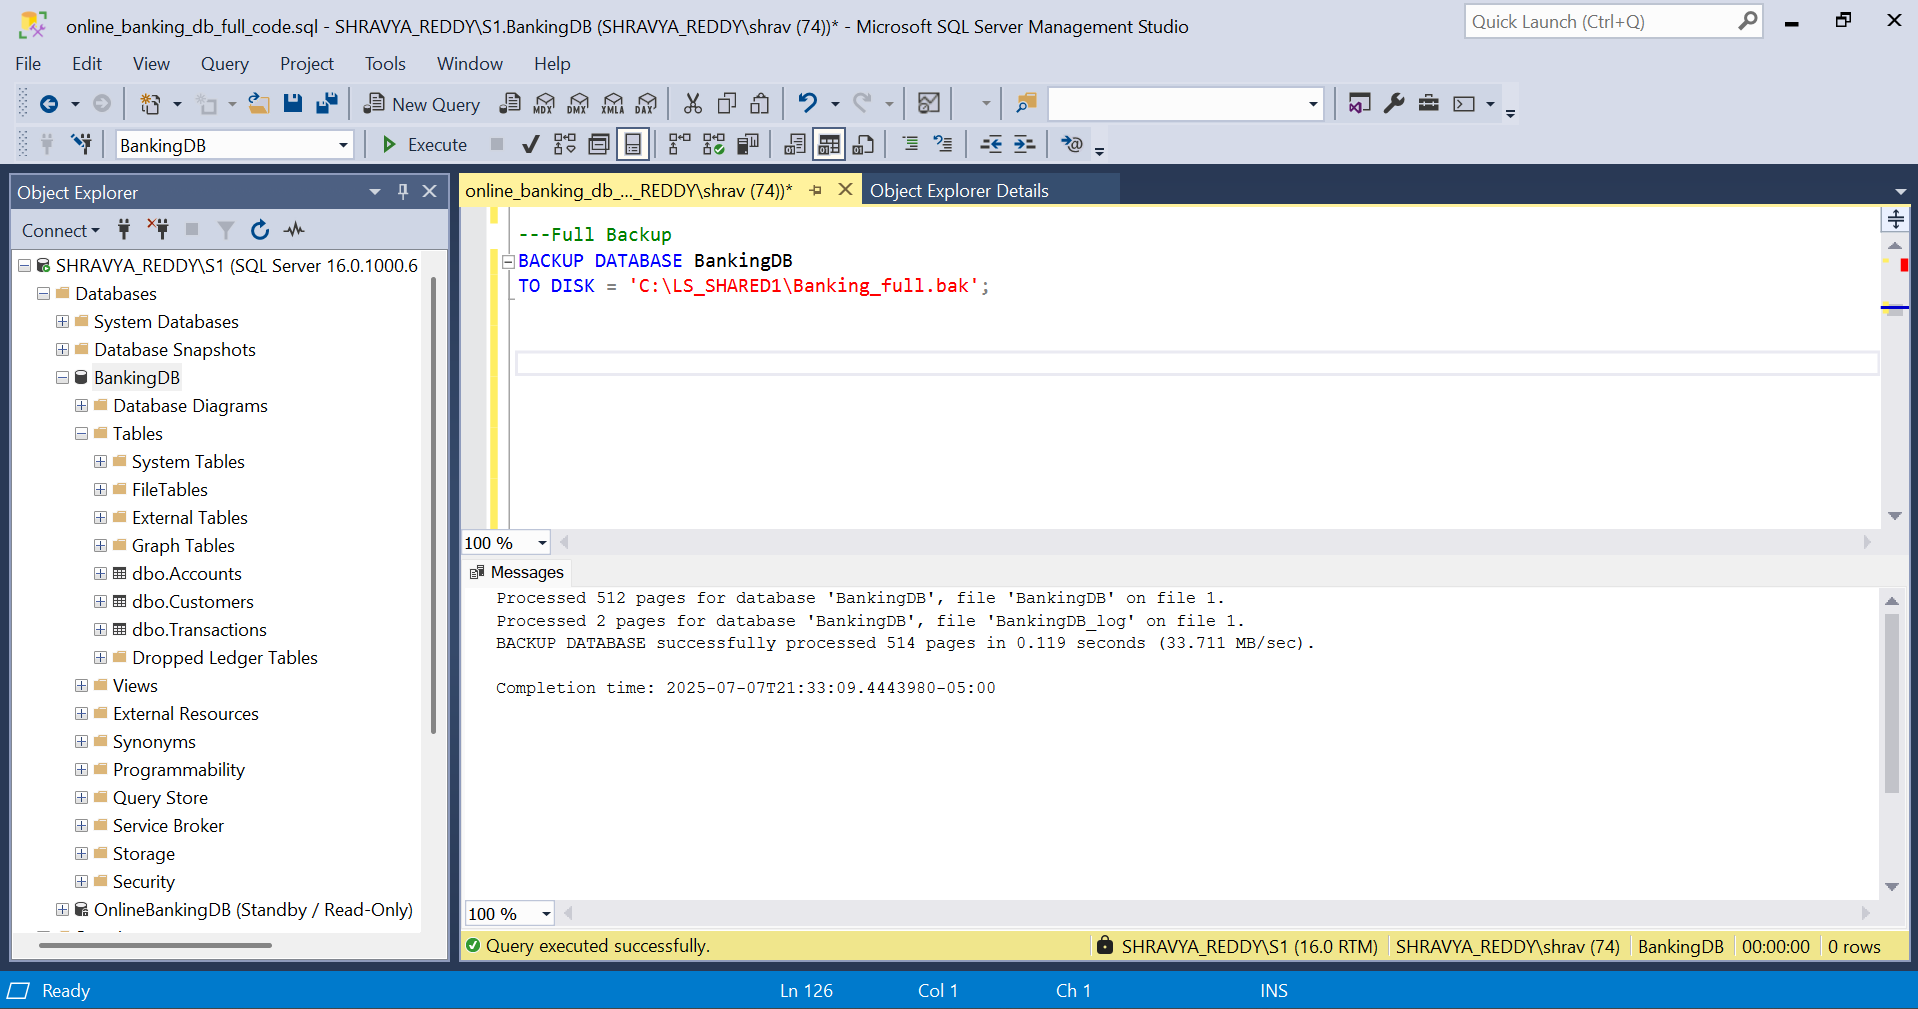 online_banking_db_full_code.sql - SHRAVYA_REDDY\S1.BankingDB (SHRAVYA_REDDY\shrav (74))* - Microsoft SQL Server Management Studio
Quick Launch (Ctrl+Q)
File Edit View Query Project Tools Window Help
New Query MDX DMX XMLA DAX
BankingDB Execute
Object Explorer
Connect
SHRAVYA_REDDY\S1 (SQL Server 16.0.1000.6
Databases
System Databases
Database Snapshots
BankingDB
Database Diagrams
Tables
System Tables
FileTables
External Tables
Graph Tables
dbo.Accounts
dbo.Customers
dbo.Transactions
Dropped Ledger Tables
Views
External Resources
Synonyms
Programmability
Query Store
Service Broker
Storage
Security
OnlineBankingDB (Standby / Read-Only)
online_banking_db_..._REDDY\shrav (74))* Object Explorer Details
---Full Backup
BACKUP DATABASE BankingDB
TO DISK = 'C:\LS_SHARED1\Banking_full.bak';
100 %
Messages
Processed 512 pages for database 'BankingDB', file 'BankingDB' on file 1.
Processed 2 pages for database 'BankingDB', file 'BankingDB_log' on file 1.
BACKUP DATABASE successfully processed 514 pages in 0.119 seconds (33.711 MB/sec).
Completion time: 2025-07-07T21:33:09.4443980-05:00
100 %
Query executed successfully. SHRAVYA_REDDY\S1 (16.0 RTM) SHRAVYA_REDDY\shrav (74) BankingDB 00:00:00 0 rows
Ready Ln 126 Col 1 Ch 1 INS